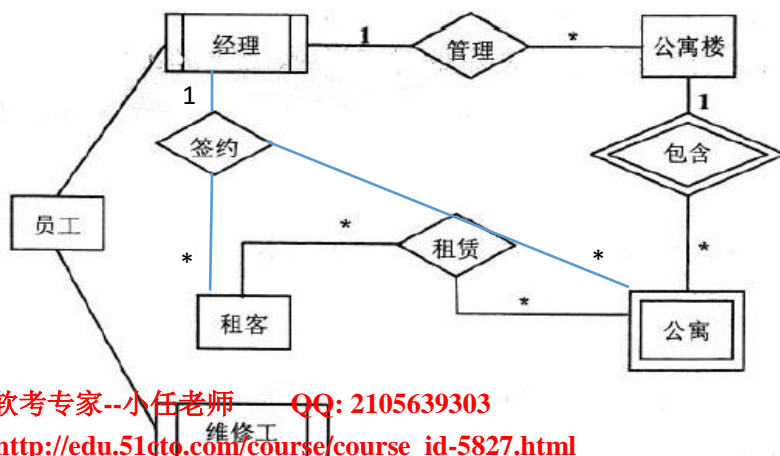 经理
1
管理
*
公寓楼
1
1
签约
包含
员工
*
*
租赁
*
*
*
租客
公寓
软考专家--小任老师 QQ: 2105639303
维修工
http://edu.51cto.com/course/course_id-5827.html